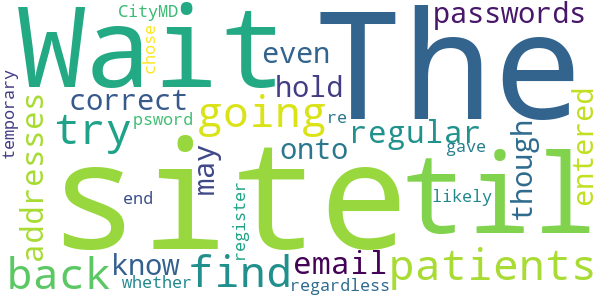 CityMD
passwords
Wait
The
chose
even
temporary
hold
correct
going
addresses
try
psword
re
regular
entered
onto
though
gave
may
site
til
end
register
likely
back
know
find
email
patients
whether
regardless